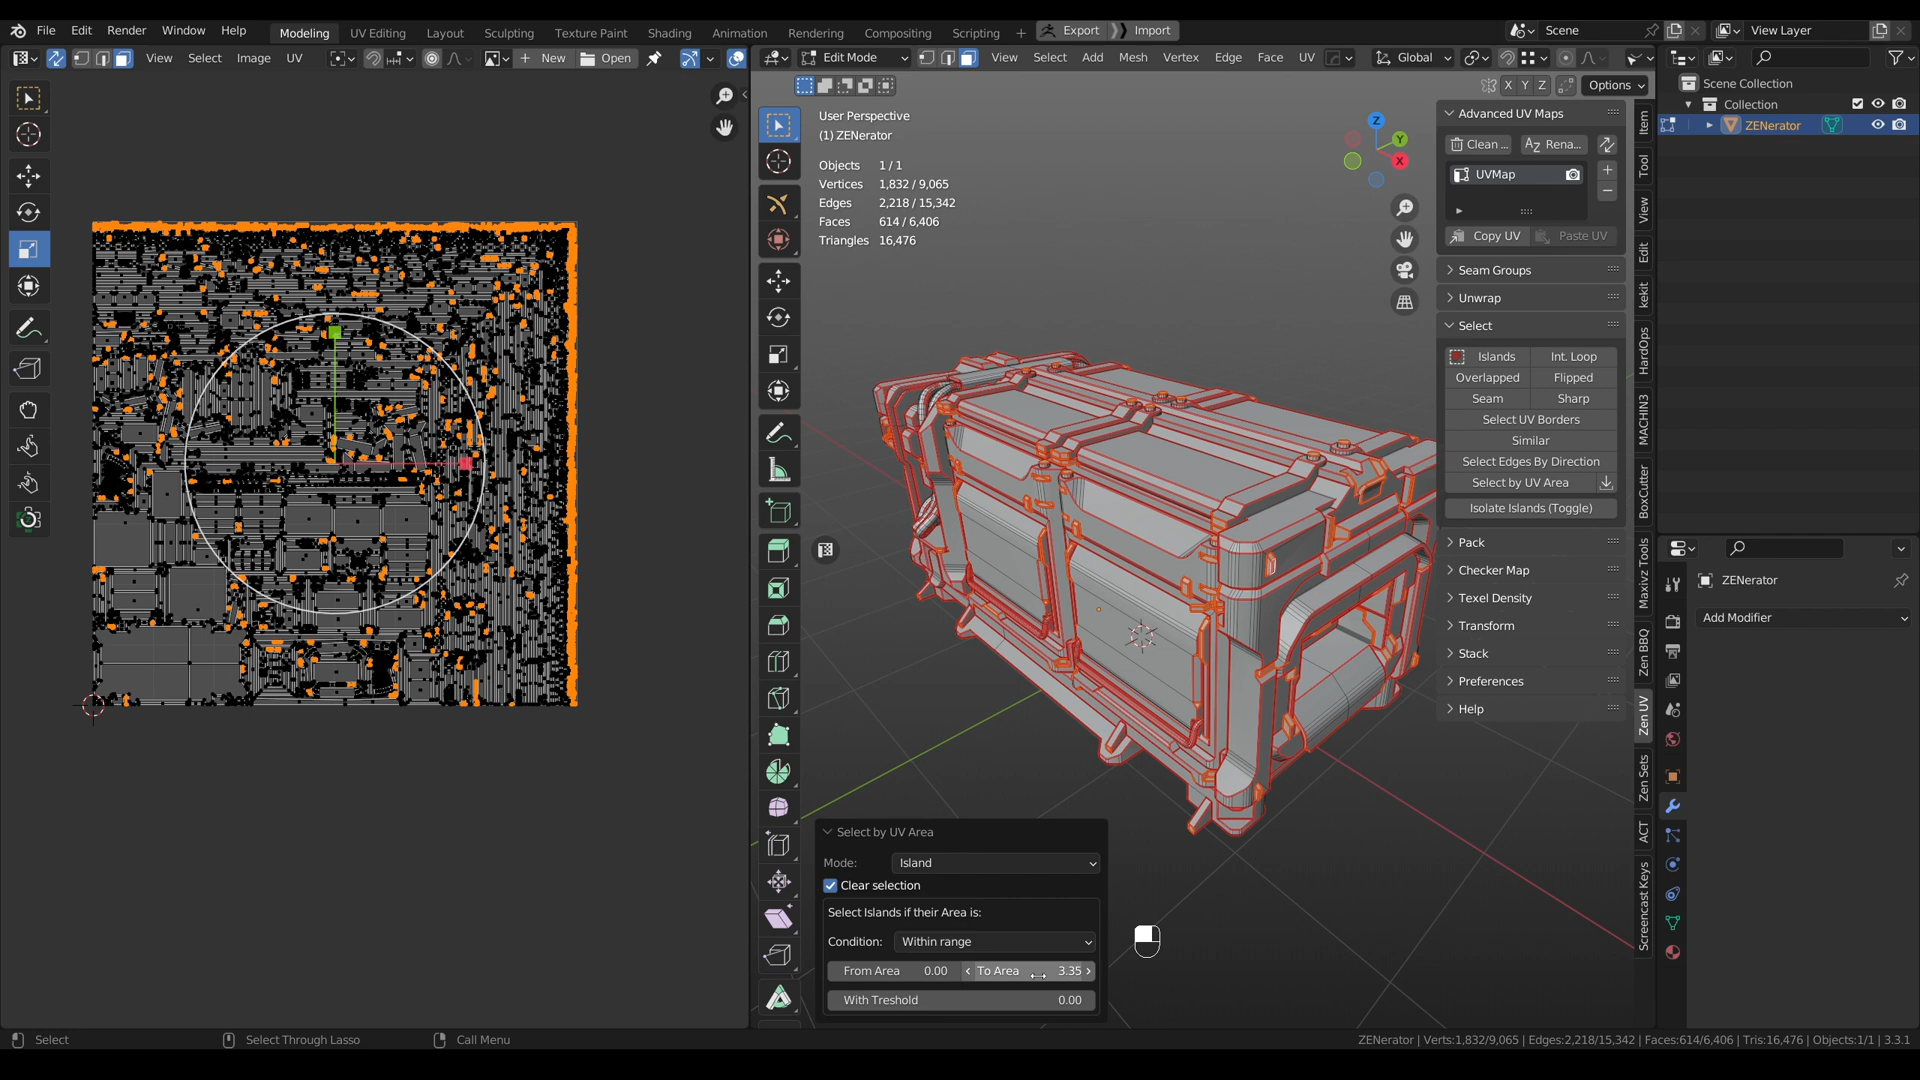 File Edit Render Window Help Modeling UV Editing Layout Sculpting Texture Paint Shading Animation Rendering Compositing Scripting + Export Import Scene View Layer
View Select Image UV New Open Edit Mode View Select Add Mesh Vertex Edge Face UV Global
X Y Z Options
User Perspective
(1) ZENerator
Objects 1 / 1
Vertices 1,832 / 9,065
Edges 2,218 / 15,342
Faces 614 / 6,406
Triangles 16,476
Z
Y
X
Advanced UV Maps
Clean ... AZ Rena...
UVMap
Copy UV Paste UV
Seam Groups
Unwrap
Select
Islands Int. Loop
Overlapped Flipped
Seam Sharp
Select UV Borders
Similar
Select Edges By Direction
Select by UV Area
Isolate Islands (Toggle)
Pack
Checker Map
Texel Density
Transform
Stack
Preferences
Help
Item
Tool
View
Edit
kekit
HardOps
MACHIN3
BoxCutter
Maxivz Tools
Zen BBQ
Zen UV
Zen Sets
ACT
Screencast Keys
Scene Collection
Collection
ZENerator
ZENerator
Add Modifier
Select by UV Area
Mode: Island
Clear selection
Select Islands if their Area is:
Condition: Within range
From Area 0.00 To Area 3.35
With Treshold 0.00
Select Select Through Lasso Call Menu ZENerator | Verts:1,832/9,065 | Edges:2,218/15,342 | Faces:614/6,406 | Tris:16,476 | Objects:1/1 | 3.3.1